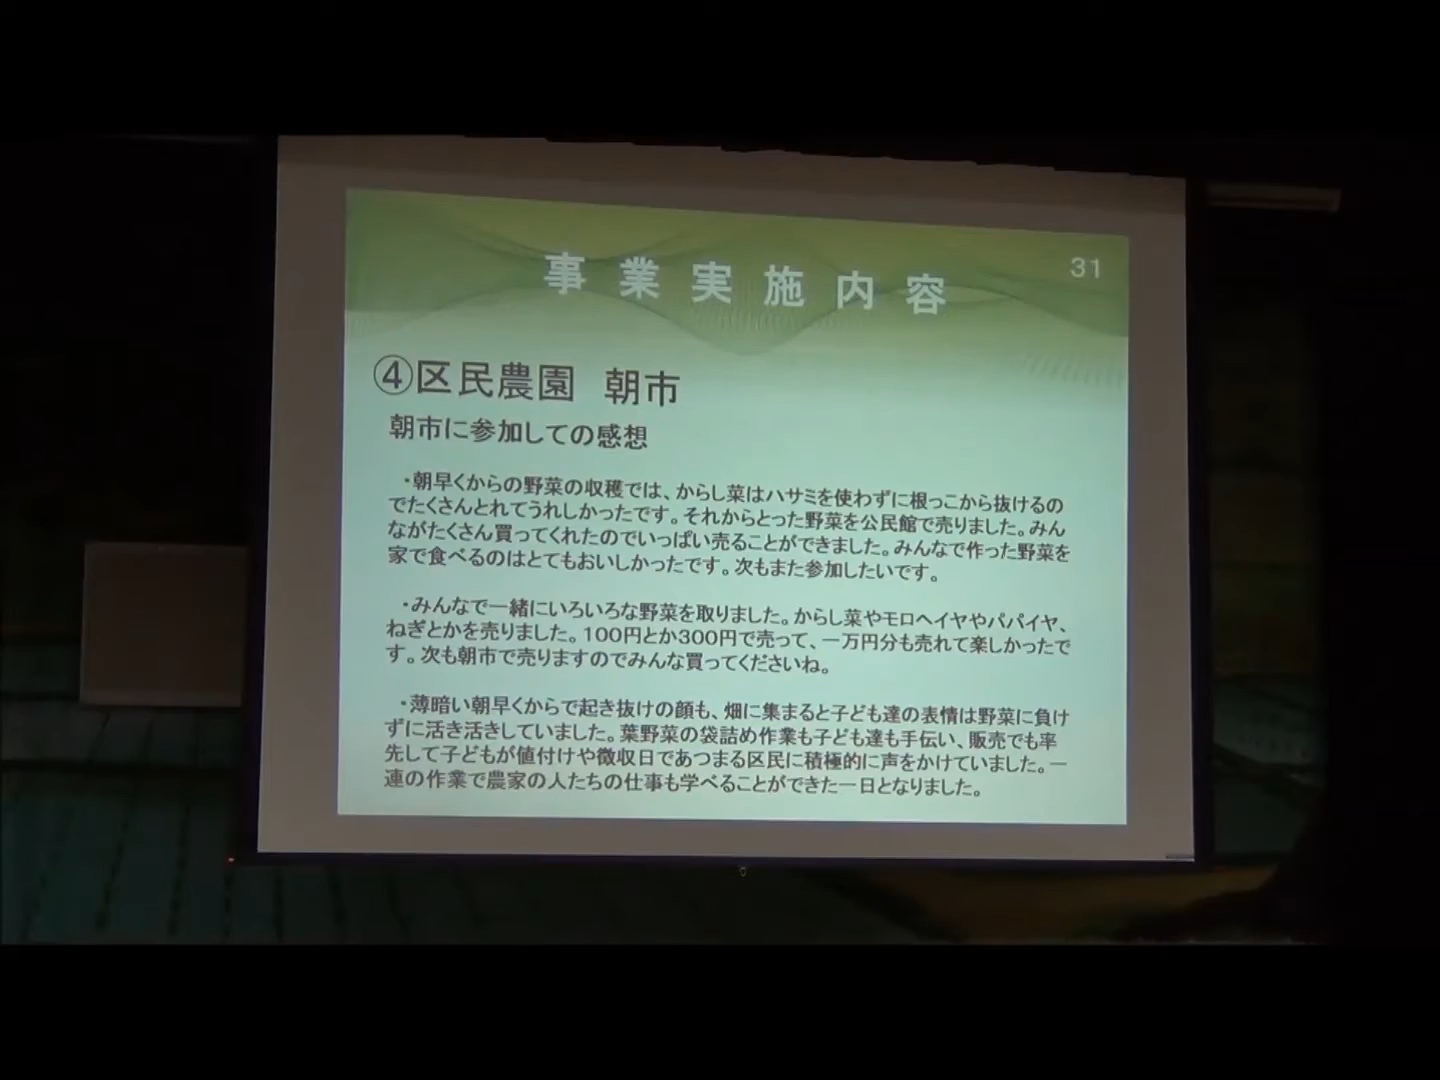 事業実施内容
31
④区民農園　朝市
朝市に参加しての感想
・朝早くからの野菜の収穫では、からし菜はハサミを使わずに根っこから抜けるの
でたくさんとれてうれしかったです。それからとった野菜を公民館で売りました。みん
ながたくさん買ってくれたのでいっぱい売ることができました。みんなで作った野菜を
家で食べるのはとてもおいしかったです。次もまた参加したいです。
・みんなで一緒にいろいろな野菜を取りました。からし菜やモロヘイヤやパパイヤ、
ねぎとかを売りました。100円とか300円で売って、一万円分も売れて楽しかったで
す。次も朝市で売りますのでみんな買ってくださいね。
・薄暗い朝早くからで起き抜けの顔も、畑に集まると子ども達の表情は野菜に負け
ずに活き活きしていました。葉野菜の袋詰め作業も子ども達も手伝い、販売でも率
先して子どもが値付けや徴収日であつまる区民に積極的に声をかけていました。一
連の作業で農家の人たちの仕事も学べることができた一日となりました。